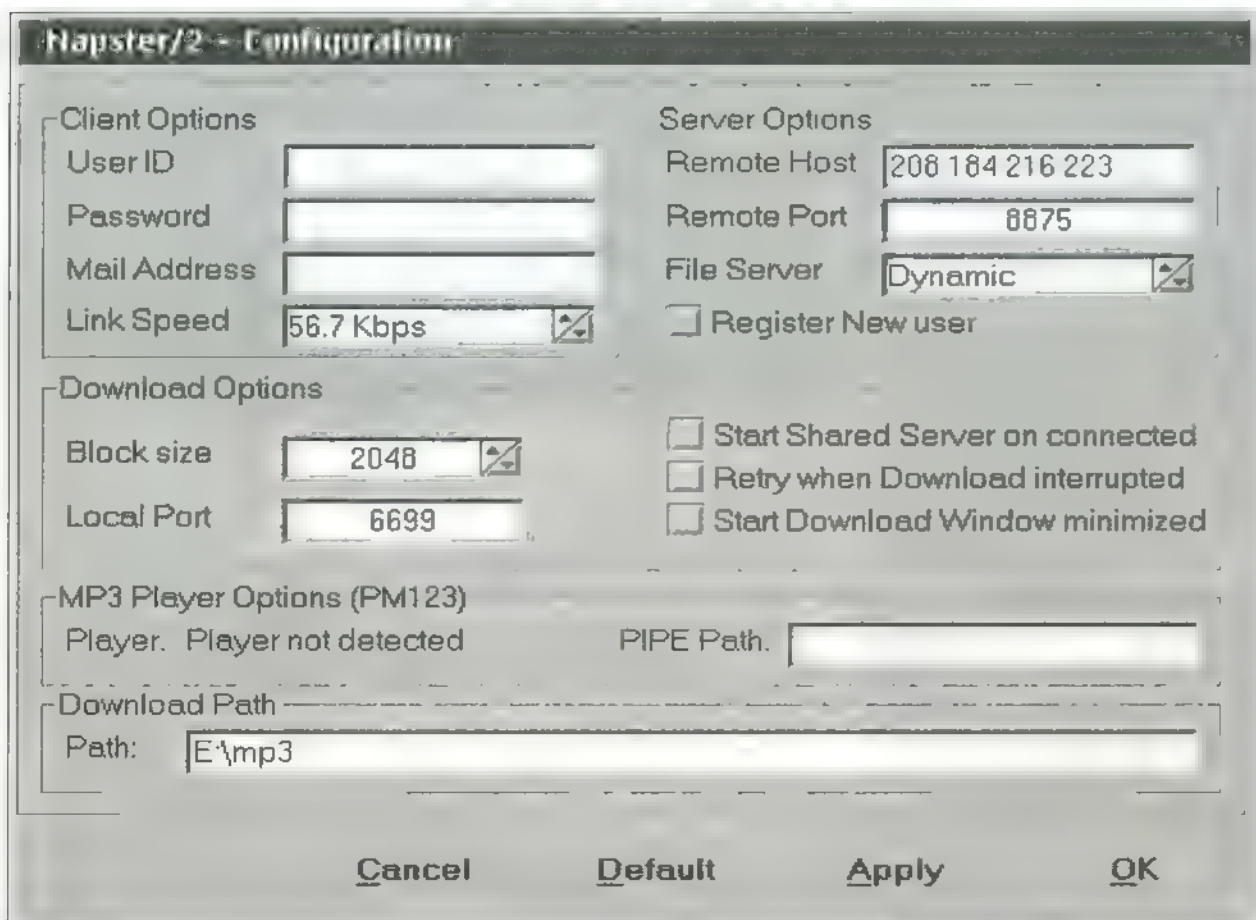 Napster/2 - Configuration
Client Options
User ID
Password
Mail Address
Link Speed 56.7 Kbps
Server Options
Remote Host 208 184 216 223
Remote Port 8875
File Server Dynamic
Register New user
Download Options
Block size 2048
Local Port 6699
Start Shared Server on connected
Retry when Download interrupted
Start Download Window minimized
MP3 Player Options (PM123)
Player. Player not detected PIPE Path.
Download Path
Path: E:\mp3
Cancel Default Apply OK